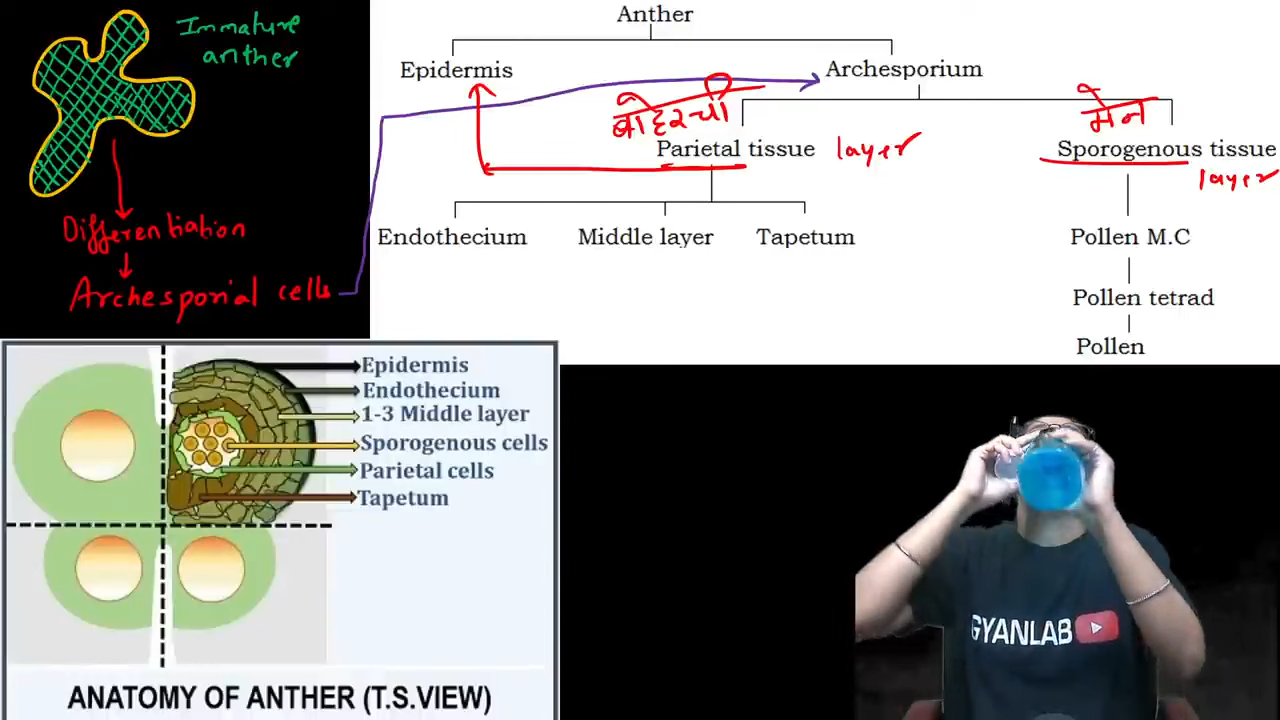 Immature
anther
Differentiation
Archesporial cells
Anther
Epidermis
Archesporium
बाहेरची
मन
Parietal tissue layer
Sporogenous tissue
layer
Endothecium
Middle layer
Tapetum
Pollen M.C
Pollen tetrad
Pollen
Epidermis
Endothecium
1-3 Middle layer
Sporogenous cells
Parietal cells
Tapetum
ANATOMY OF ANTHER (T.S.VIEW)
GYANLAB